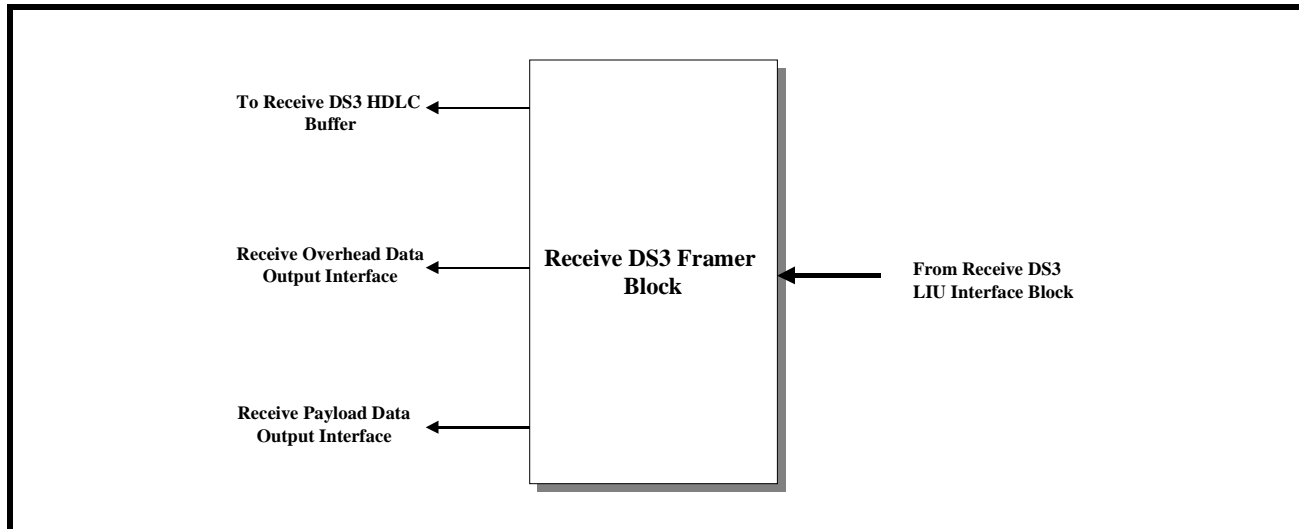 To Receive DS3 HDLC
Buffer
Receive Overhead Data
Output Interface
Receive Payload Data
Output Interface
Receive DS3 Framer
Block
From Receive DS3
LIU Interface Block